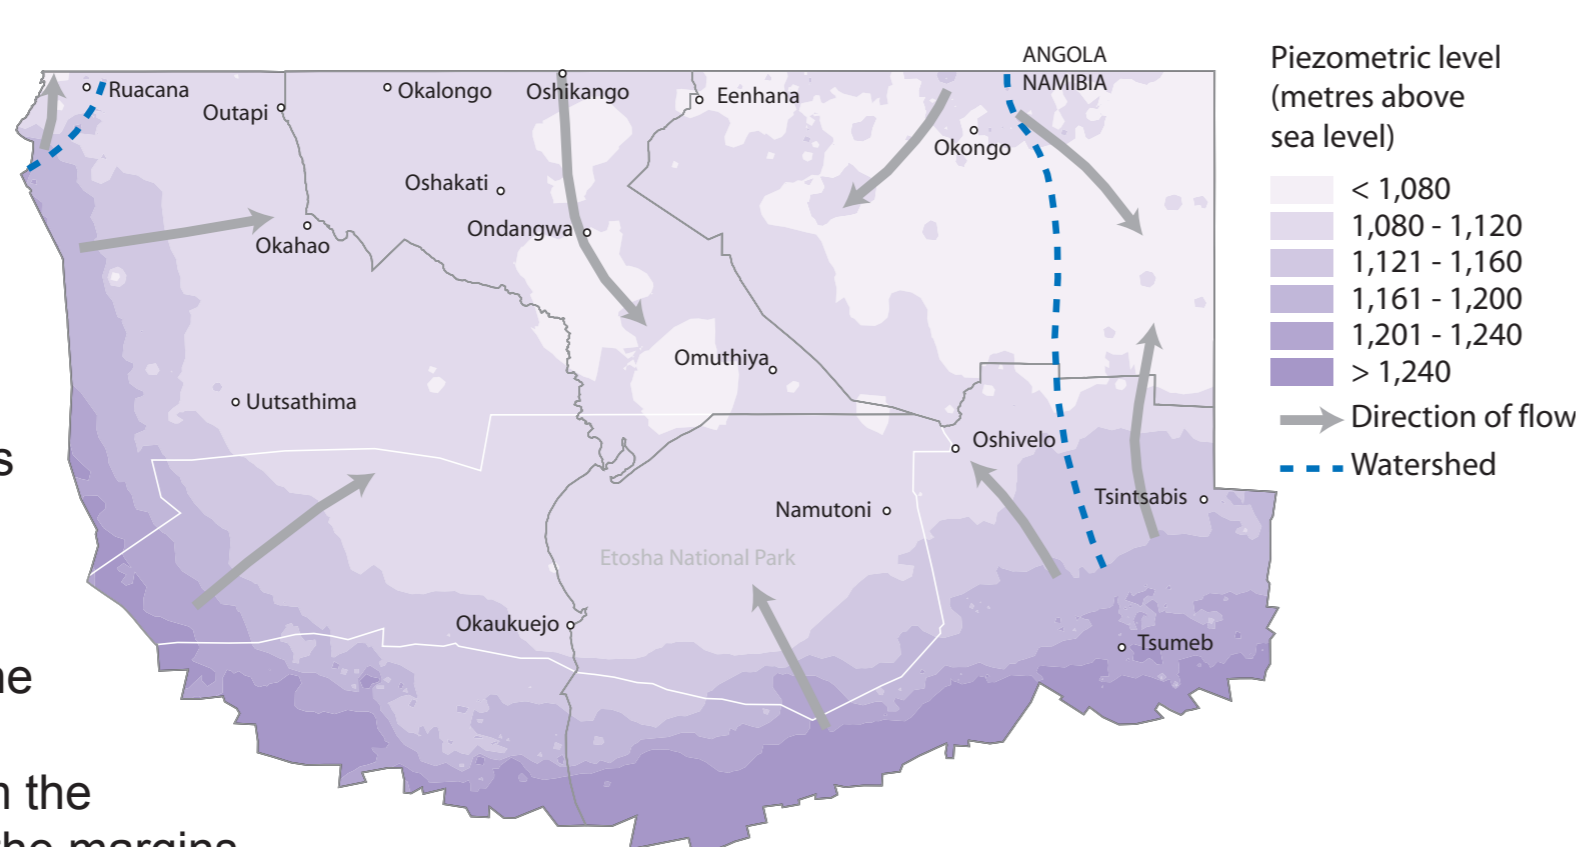 ANGOLA
NAMIBIA
Ruacana
Outapi
Okalongo
Oshikango
Eenhana
Okongo
Oshakati
Ondangwa
Okahao
Omuthiya
Uutsathima
Oshivelo
Tsintsabis
Namutoni
Etosha National Park
Okaukuejo
Tsumeb
Piezometric level
(metres above
sea level)
< 1,080
1,080 - 1,120
1,121 - 1,160
1,161 - 1,200
1,201 - 1,240
> 1,240
Direction of flow
Watershed
the